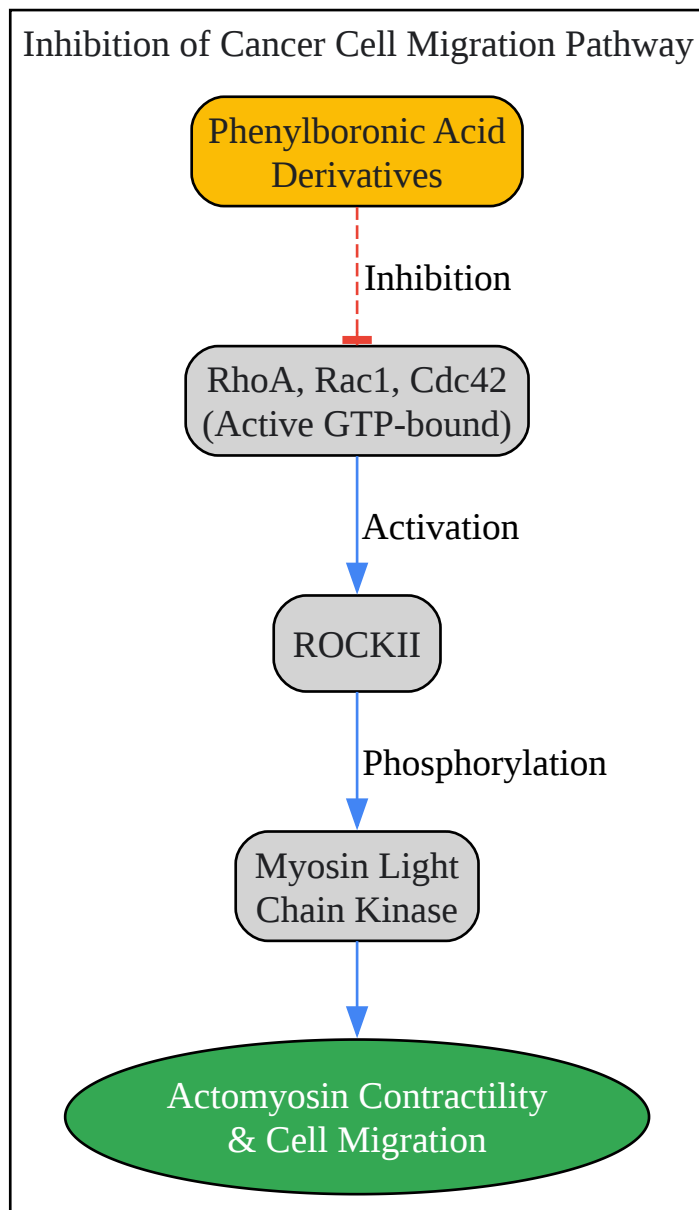 Inhibition of Cancer Cell Migration Pathway
Phenylboronic Acid
Derivatives
Inhibition
RhoA, Rac1, Cdc42
(Active GTP-bound)
Activation
ROCKII
Phosphorylation
Myosin Light
Chain Kinase
Actomyosin Contractility
& Cell Migration